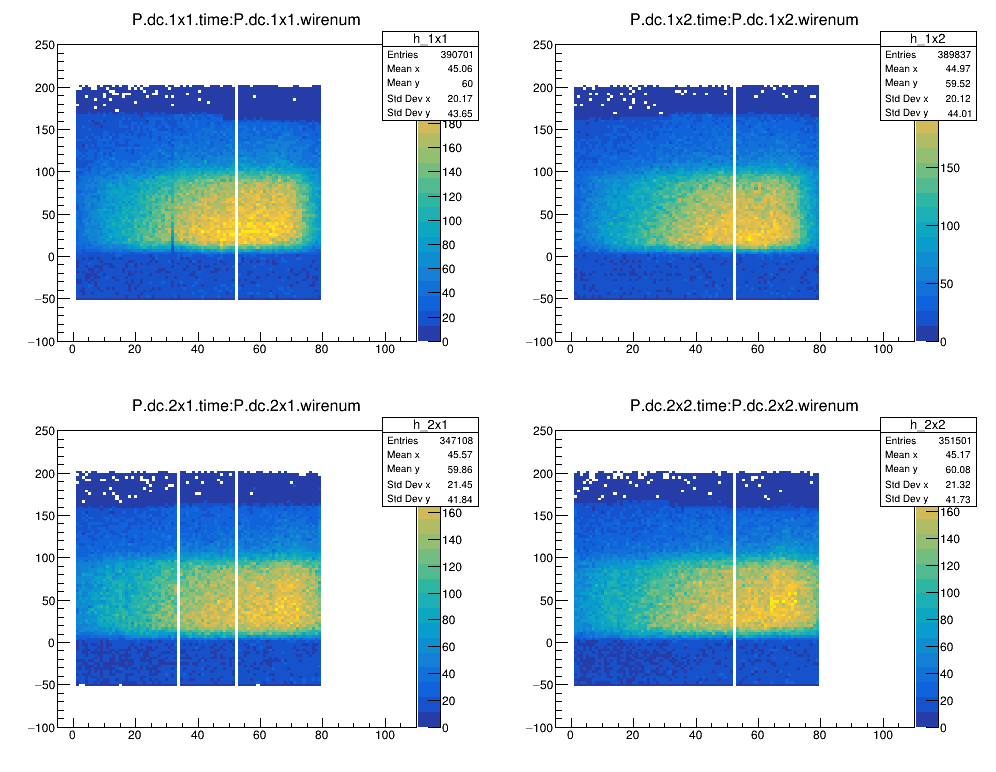 P.dc.1x1.time:P.dc.1x1.wirenum
h_1x1
Entries 390701
Mean x 45.06
Mean y 60
Std Dev x 20.17
Std Dev y 43.65
250
200
150
100
50
0
−50
−100
0 20 40 60 80 100
180
160
140
120
100
80
60
40
20
0
P.dc.1x2.time:P.dc.1x2.wirenum
h_1x2
Entries 389837
Mean x 44.97
Mean y 59.52
Std Dev x 20.12
Std Dev y 44.01
250
200
150
100
50
0
−50
−100
0 20 40 60 80 100
150
100
50
0
P.dc.2x1.time:P.dc.2x1.wirenum
h_2x1
Entries 347108
Mean x 45.57
Mean y 59.86
Std Dev x 21.45
Std Dev y 41.84
250
200
150
100
50
0
−50
−100
0 20 40 60 80 100
160
140
120
100
80
60
40
20
0
P.dc.2x2.time:P.dc.2x2.wirenum
h_2x2
Entries 351501
Mean x 45.17
Mean y 60.08
Std Dev x 21.32
Std Dev y 41.73
250
200
150
100
50
0
−50
−100
0 20 40 60 80 100
160
140
120
100
80
60
40
20
0